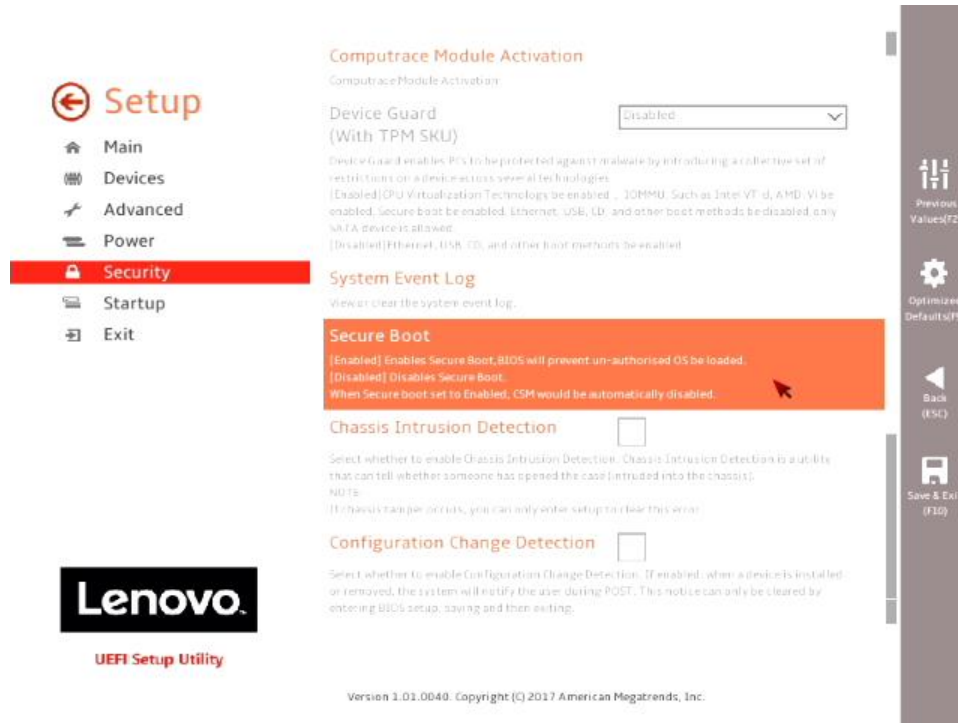 Setup
Main
Devices
Advanced
Power
Security
Startup
Exit
Lenovo.
UEFI Setup Utility
Computrace Module Activation
Computrace Module Activation
Device Guard
(With TPM SKU)
Disabled
Device Guard enables PC's to be protected against malware by introducing a collective set of
restrictions on a device across several technologies
[Enabled]CPU Virtualization Technology be enabled , IOMMU, Such as Intel VT-d, AMD-Vi be
enabled, Secure boot be enabled, Ethernet, USB, CD, and other boot methods be disabled, only
SATA device is allowed
[Disabled]Ethernet, USB, CD, and other boot methods be enabled
System Event Log
View or clear the system event log.
Secure Boot
[Enabled] Enables Secure Boot,BIOS will prevent un-authorised OS be loaded.
[Disabled] Disables Secure Boot.
When Secure boot set to Enabled, CSM would be automatically disabled.
Chassis Intrusion Detection
Select whether to enable Chassis Intrusion Detection. Chassis Intrusion Detection is a utility
that can tell whether someone has opened the case (intruded into the chassis).
NOTE:
If chassis tamper occurs, you can only enter setup to clear this error
Configuration Change Detection
Select whether to enable Configuration Change Detection. If enabled, when a device is installed
or removed, the system will notify the user during POST. This notice can only be cleared by
entering BIOS setup, saving and then exiting.
Version 1.01.0040. Copyright (C) 2017 American Megatrends, Inc.
Previous
Values(F2
Optimized
Defaults(F9
Back
(ESC)
Save & Exi
(F10)